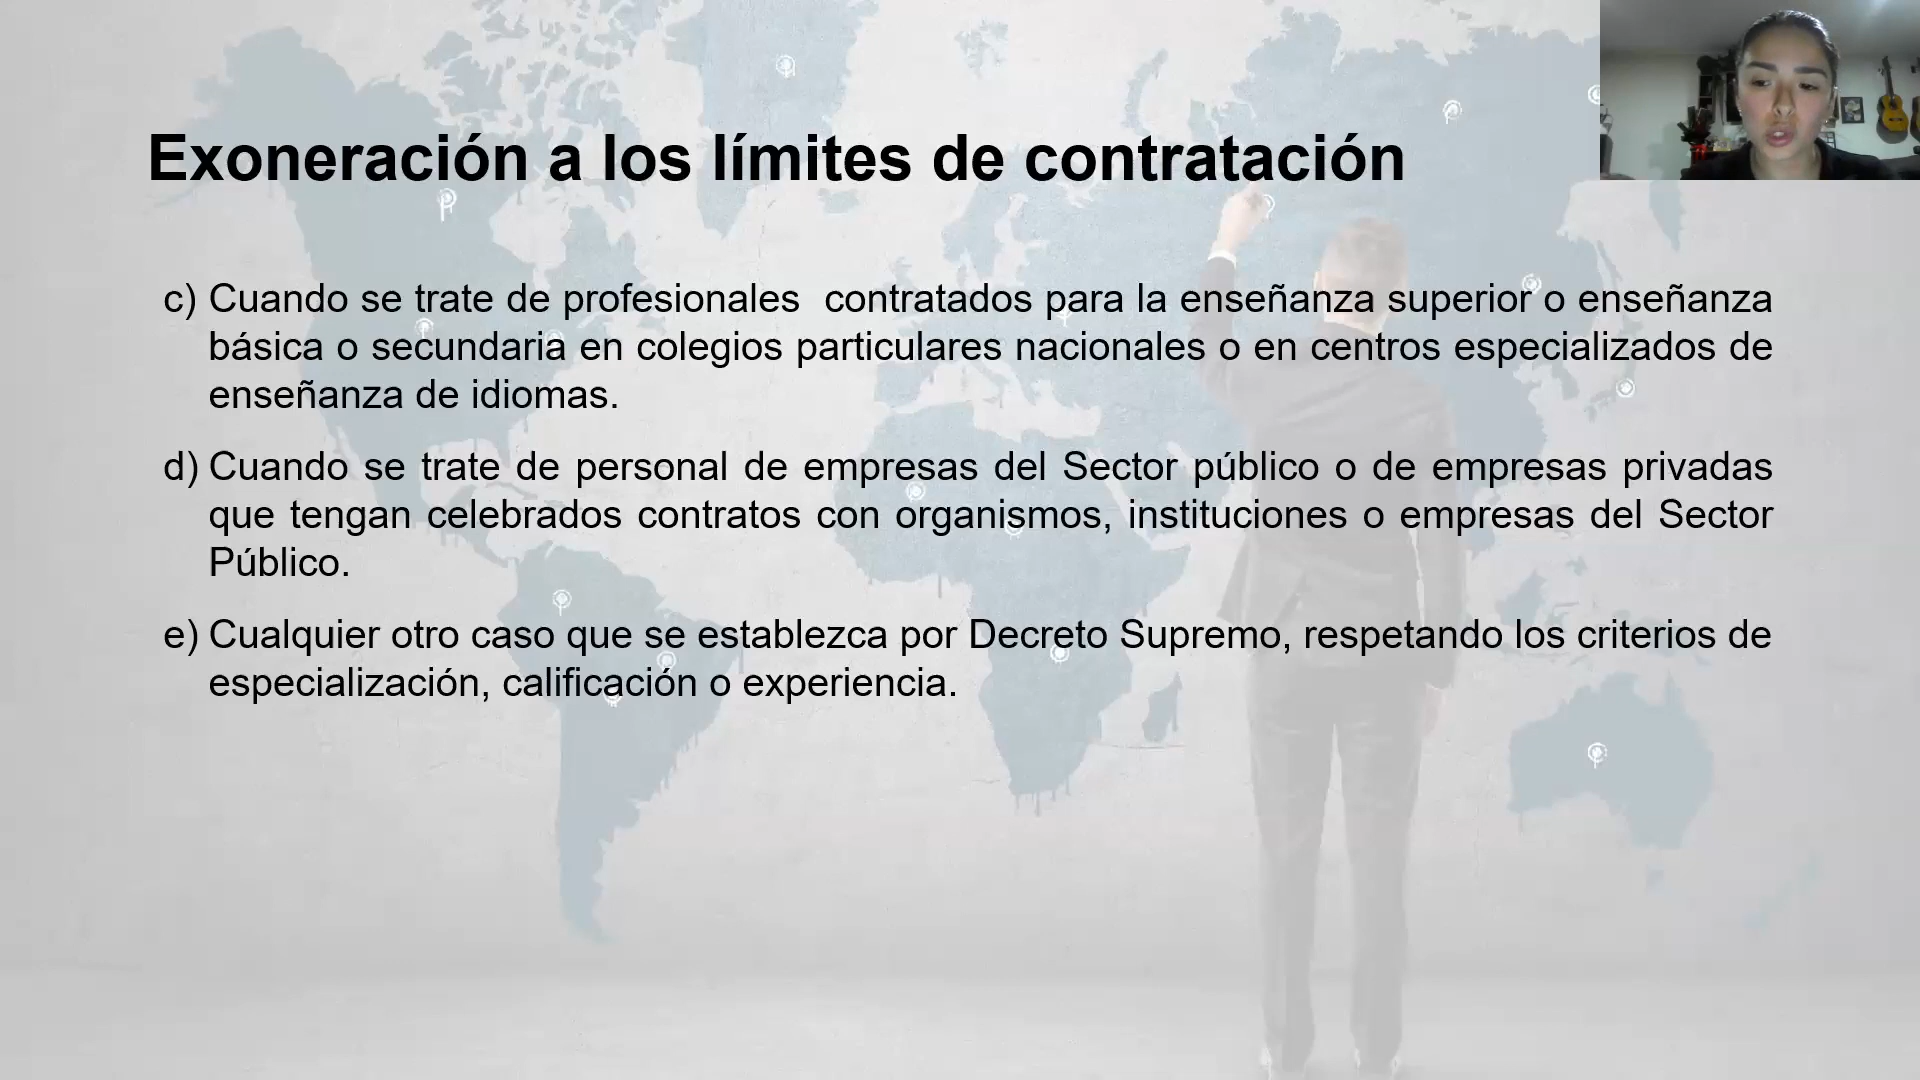 Exoneración a los límites de contratación
c) Cuando se trate de profesionales  contratados para la enseñanza superior o enseñanza
básica o secundaria en colegios particulares nacionales o en centros especializados de
enseñanza de idiomas.
d) Cuando se trate de personal de empresas del Sector público o de empresas privadas
que tengan celebrados contratos con organismos, instituciones o empresas del Sector
Público.
e) Cualquier otro caso que se establezca por Decreto Supremo, respetando los criterios de
especialización, calificación o experiencia.